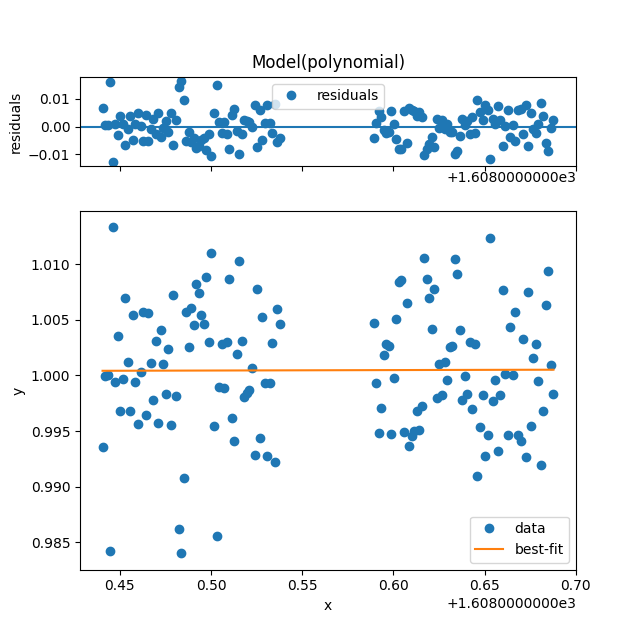 Model(polynomial)
residuals
0.01
0.00
−0.01
residuals
+1.6080000000e3
y
1.010
1.005
1.000
0.995
0.990
0.985
data
best-fit
0.45 0.50 0.55 0.60 0.65 0.70
x
+1.6080000000e3